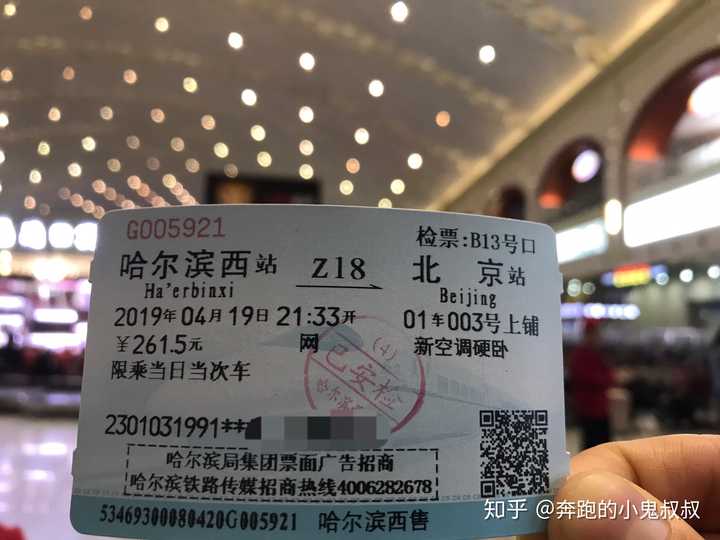 G005921
检票:B13号口
哈尔滨西站 Z18 北京站
Ha'erbinxi Beijing
2019年04月19日21:33开 01车003号上铺
￥261.5元 网 新空调硬卧
限乘当日当次车
(4)
已安检
哈尔滨
2301031991**
哈尔滨局集团票面广告招商
哈尔滨铁路传媒招商热线4006282678
53469300080420G005921 哈尔滨西售
知乎 @奔跑的小鬼叔叔